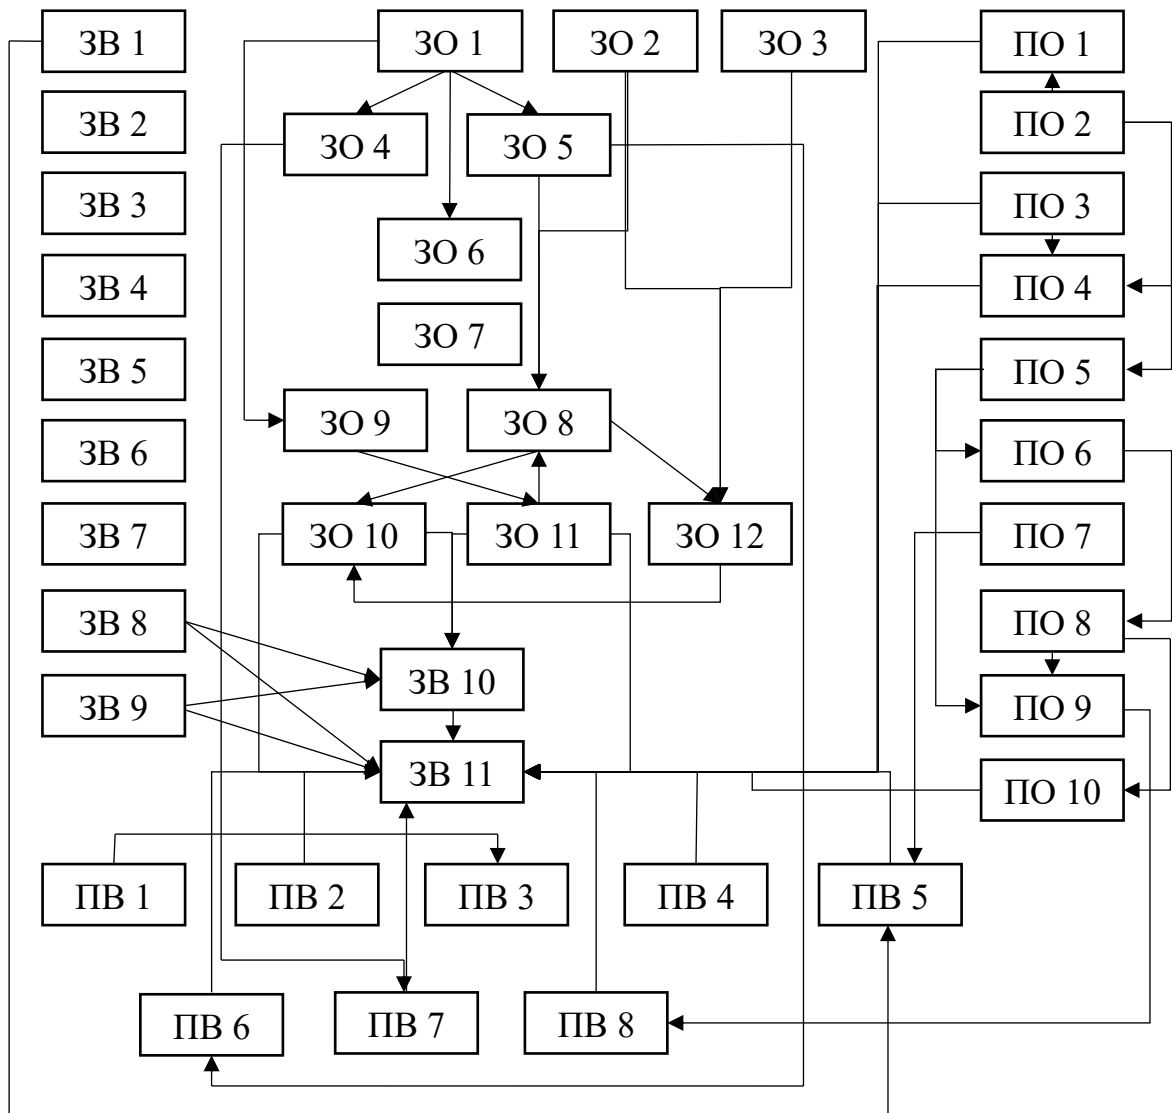 ЗВ 1
ЗО 1
ЗО 2
ЗО 3
ПО 1
ЗВ 2
ЗО 4
ЗО 5
ПО 2
ЗВ 3
ЗО 6
ПО 3
ЗВ 4
ЗО 7
ПО 4
ЗВ 5
ПО 5
ЗВ 6
ЗО 9
ЗО 8
ПО 6
ЗВ 7
ЗО 10
ЗО 11
ЗО 12
ПО 7
ЗВ 8
ПО 8
ЗВ 9
ЗВ 10
ПО 9
ЗВ 11
ПО 10
ПВ 1
ПВ 2
ПВ 3
ПВ 4
ПВ 5
ПВ 6
ПВ 7
ПВ 8